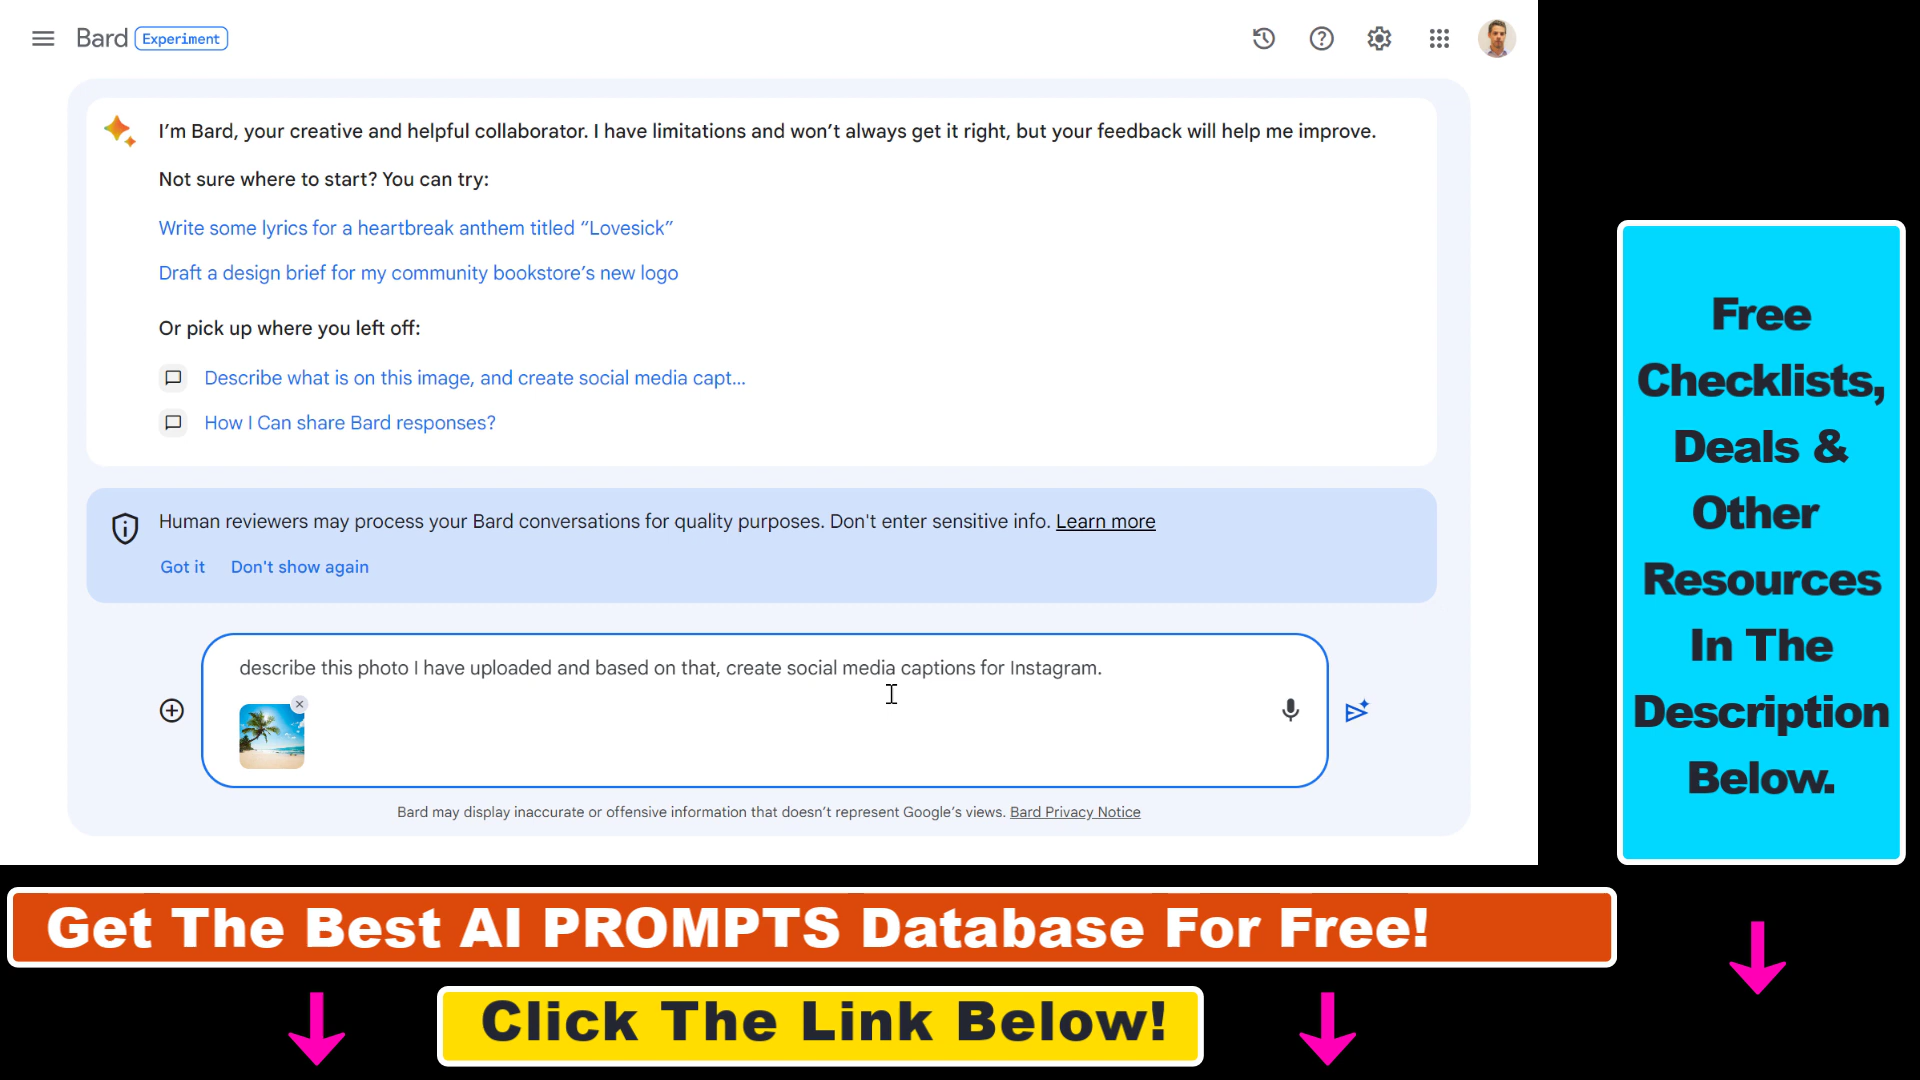 Bard Experiment
I’m Bard, your creative and helpful collaborator. I have limitations and won’t always get it right, but your feedback will help me improve.
Not sure where to start? You can try:
Write some lyrics for a heartbreak anthem titled “Lovesick”
Draft a design brief for my community bookstore’s new logo
Or pick up where you left off:
Describe what is on this image, and create social media capt...
How I Can share Bard responses?
Human reviewers may process your Bard conversations for quality purposes. Don't enter sensitive info. Learn more
Got it Don't show again
describe this photo I have uploaded and based on that, create social media captions for Instagram.
Bard may display inaccurate or offensive information that doesn’t represent Google’s views. Bard Privacy Notice
Free
Checklists,
Deals &
Other
Resources
In The
Description
Below.
Get The Best AI PROMPTS Database For Free!
Click The Link Below!